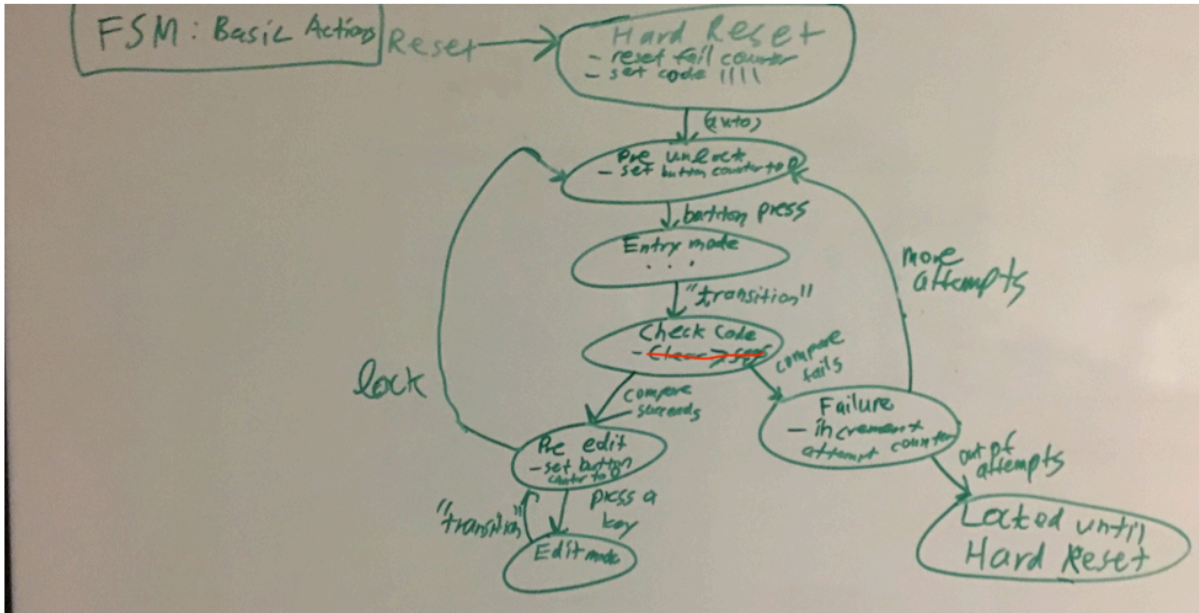 FSM: Basic Actions
Reset
Hard Reset
- reset fail counter
- set code 1111
(auto)
Pre unlock
- set button counter to 0
button press
Entry mode
. . .
"transition"
Check Code
- Clear 7 segs
compare
fails
more
attempts
lock
compare
succeeds
Failure
- increment
attempt counter
Pre edit
- set button
counter to 0
out of
attempts
"transition"
press a
key
Edit mode
Locked until
Hard Reset